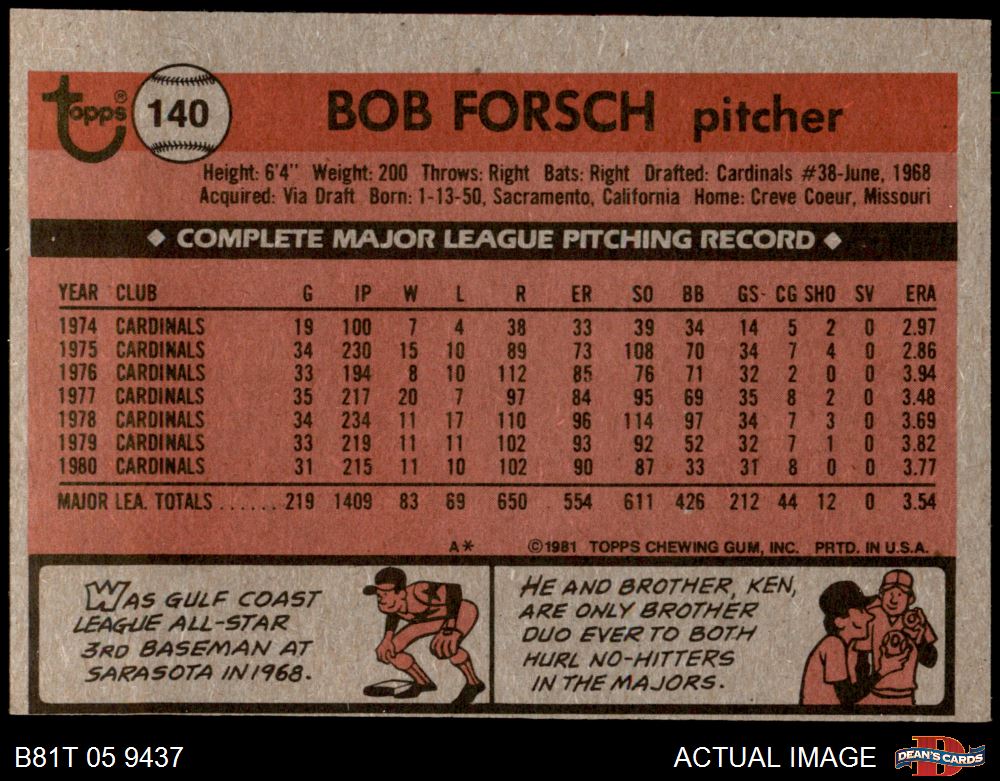 topps®
140
BOB FORSCH pitcher
Height: 6'4" Weight: 200 Throws: Right Bats: Right Drafted: Cardinals #38-June, 1968
Acquired: Via Draft Born: 1-13-50, Sacramento, California Home: Creve Coeur, Missouri
◆ COMPLETE MAJOR LEAGUE PITCHING RECORD ◆
YEAR CLUB G IP W L R ER SO BB GS CG SHO SV ERA
1974 CARDINALS 19 100 7 4 38 33 39 34 14 5 2 0 2.97
1975 CARDINALS 34 230 15 10 89 73 108 70 34 7 4 0 2.86
1976 CARDINALS 33 194 8 10 112 85 76 71 32 2 0 0 3.94
1977 CARDINALS 35 217 20 7 97 84 95 69 35 8 2 0 3.48
1978 CARDINALS 34 234 11 17 110 96 114 97 34 7 3 0 3.69
1979 CARDINALS 33 219 11 11 102 93 92 52 32 7 1 0 3.82
1980 CARDINALS 31 215 11 10 102 90 87 33 31 8 0 0 3.77
MAJOR LEA. TOTALS ...... 219 1409 83 69 650 554 611 426 212 44 12 0 3.54
A* ©1981 TOPPS CHEWING GUM, INC. PRTD. IN U.S.A.
WAS GULF COAST
LEAGUE ALL-STAR
3RD BASEMAN AT
SARASOTA IN 1968.
HE AND BROTHER, KEN,
ARE ONLY BROTHER
DUO EVER TO BOTH
HURL NO-HITTERS
IN THE MAJORS.
B81T 05 9437 ACTUAL IMAGE
DEAN'S CARDS